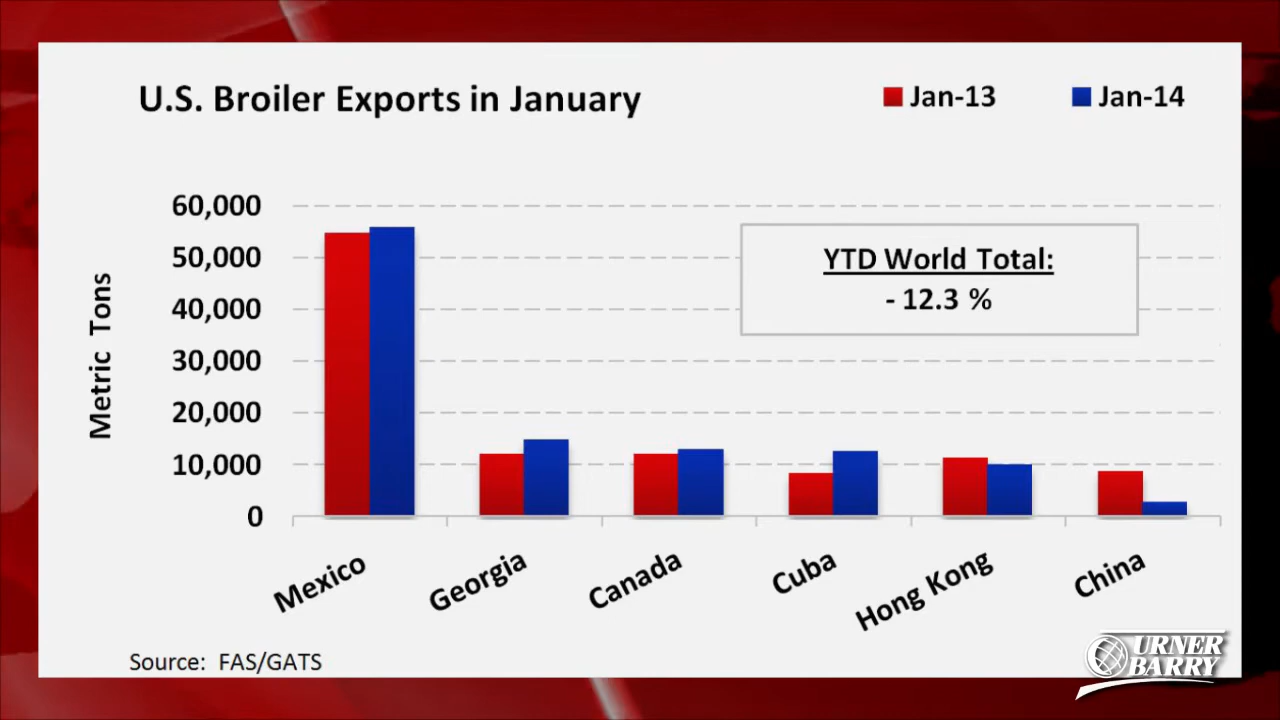 U.S. Broiler Exports in January
Jan-13
Jan-14
60,000
50,000
40,000
30,000
20,000
10,000
0
Metric Tons
YTD World Total:
- 12.3 %
Mexico
Georgia
Canada
Cuba
Hong Kong
China
Source: FAS/GATS
URNER
BARRY